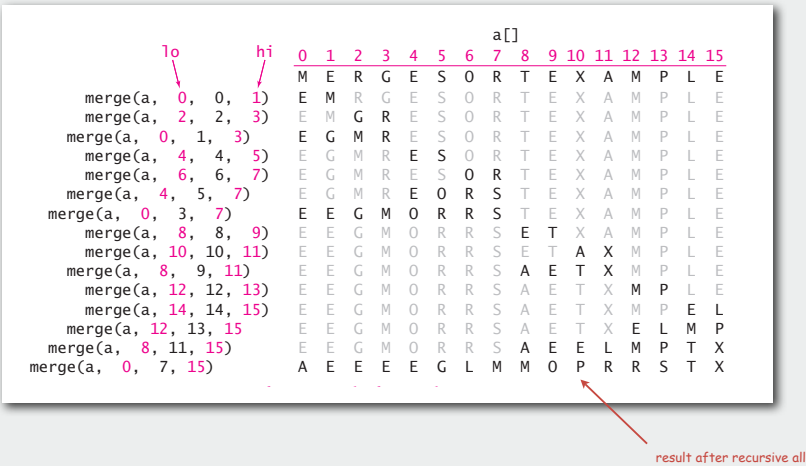 a[]
lo hi 0 1 2 3 4 5 6 7 8 9 10 11 12 13 14 15
M E R G E S O R T E X A M P L E
merge(a, 0, 0, 1) E M R G E S O R T E X A M P L E
merge(a, 2, 2, 3) E M G R E S O R T E X A M P L E
merge(a, 0, 1, 3) E G M R E S O R T E X A M P L E
merge(a, 4, 4, 5) E G M R E S O R T E X A M P L E
merge(a, 6, 6, 7) E G M R E S O R T E X A M P L E
merge(a, 4, 5, 7) E G M R E O R S T E X A M P L E
merge(a, 0, 3, 7) E E G M O R R S T E X A M P L E
merge(a, 8, 8, 9) E E G M O R R S E T X A M P L E
merge(a, 10, 10, 11) E E G M O R R S E T A X M P L E
merge(a, 8, 9, 11) E E G M O R R S A E T X M P L E
merge(a, 12, 12, 13) E E G M O R R S A E T X M P L E
merge(a, 14, 14, 15) E E G M O R R S A E T X M P E L
merge(a, 12, 13, 15 E E G M O R R S A E T X E L M P
merge(a, 8, 11, 15) E E G M O R R S A E E L M P T X
merge(a, 0, 7, 15) A E E E E G L M M O P R R S T X
result after recursive all